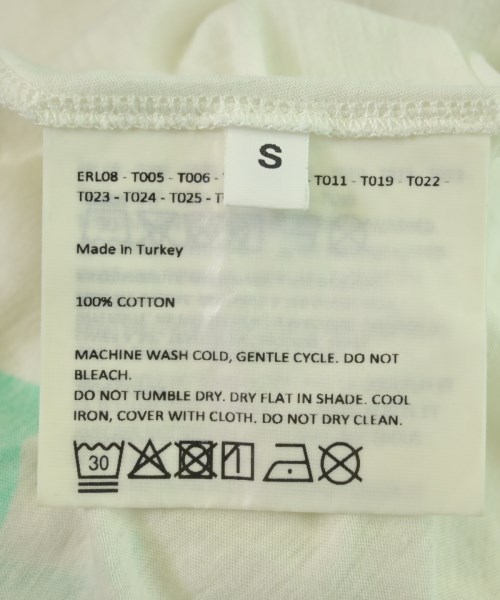 S
ERL08 - T005 - T006 - - T011 - T019 - T022 -
T023 - T024 - T025 -
Made in Turkey
100% COTTON
MACHINE WASH COLD, GENTLE CYCLE. DO NOT
BLEACH.
DO NOT TUMBLE DRY. DRY FLAT IN SHADE. COOL
IRON, COVER WITH CLOTH. DO NOT DRY CLEAN.
30